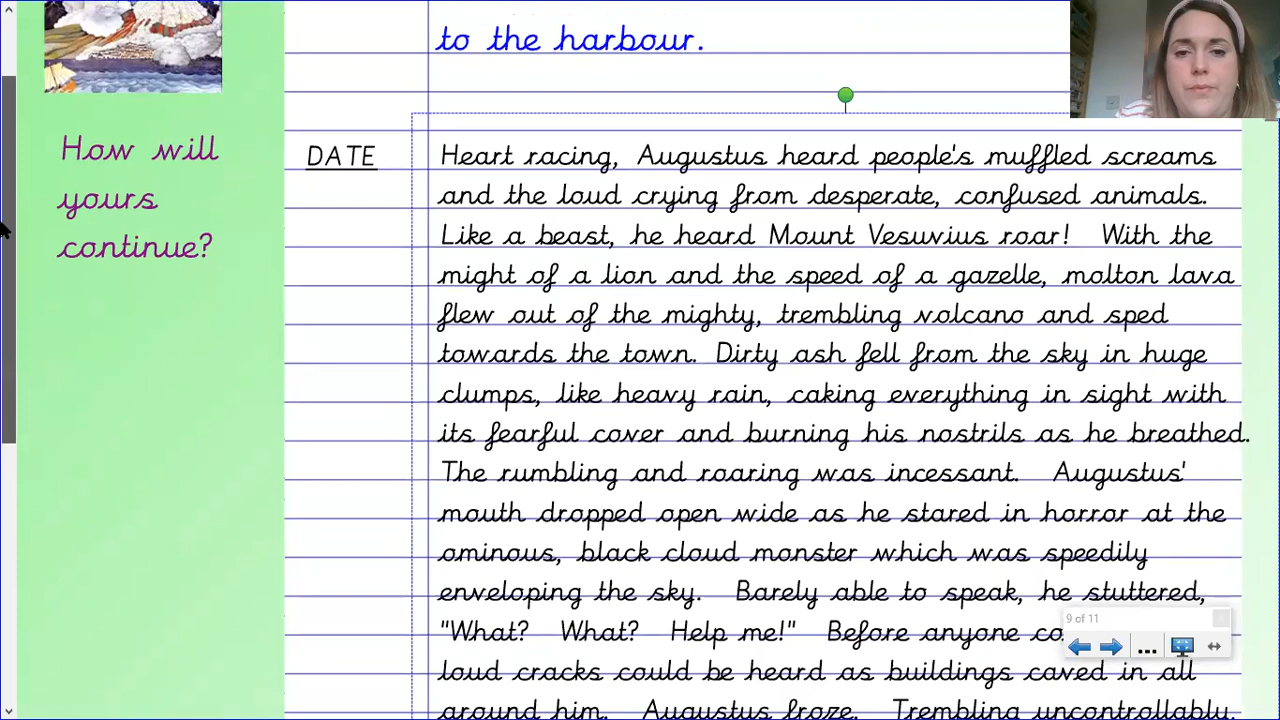 to the harbour.
How will
yours
continue?
DATE
Heart racing, Augustus heard people's muffled screams
and the loud crying from desperate, confused animals.
Like a beast, he heard Mount Vesuvius roar! With the
might of a lion and the speed of a gazelle, molton lava
flew out of the mighty, trembling volcano and sped
towards the town. Dirty ash fell from the sky in huge
clumps, like heavy rain, caking everything in sight with
its fearful cover and burning his nostrils as he breathed.
The rumbling and roaring was incessant. Augustus'
mouth dropped open wide as he stared in horror at the
ominous, black cloud monster which was speedily
enveloping the sky. Barely able to speak, he stuttered,
"What? What? Help me!" Before anyone
loud cracks could be heard as buildings caved in all
around him. Augustus froze. Trembling uncontrollably
9 of 11